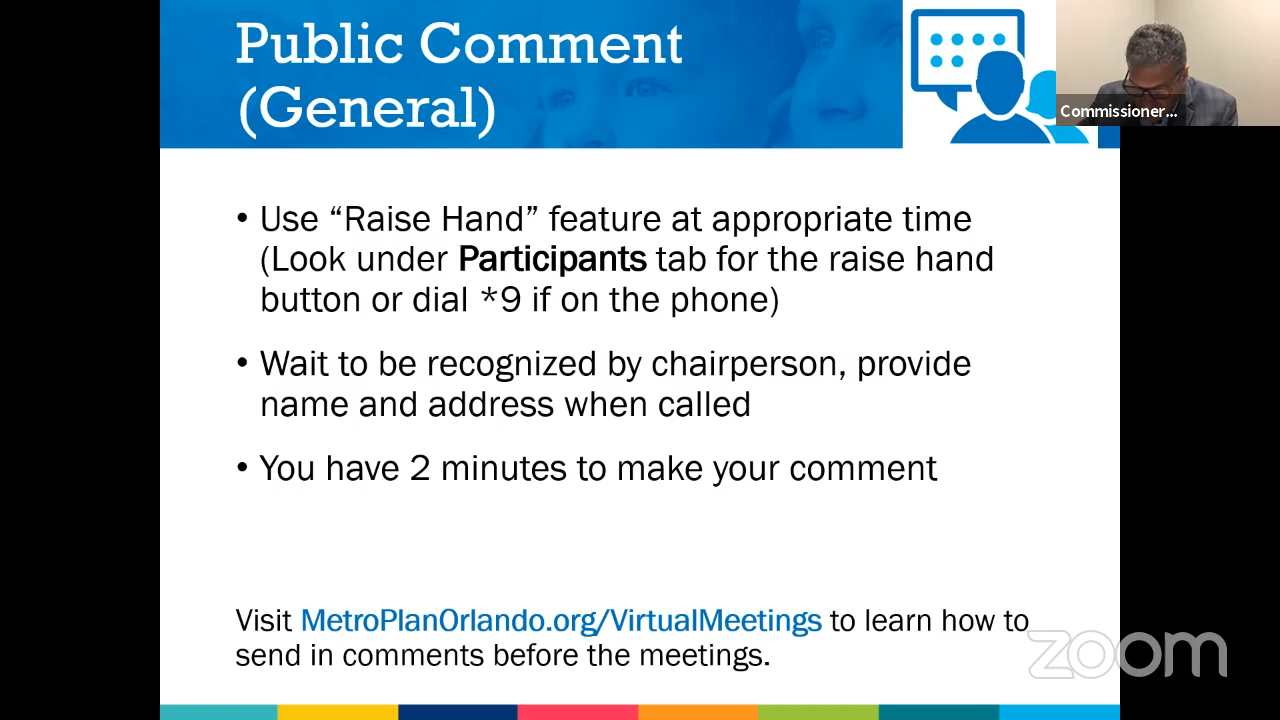 Public Comment
(General)
Commissioner...
• Use “Raise Hand” feature at appropriate time
(Look under Participants tab for the raise hand
button or dial *9 if on the phone)
• Wait to be recognized by chairperson, provide
name and address when called
• You have 2 minutes to make your comment
Visit MetroPlanOrlando.org/VirtualMeetings to learn how to
send in comments before the meetings.
zoom